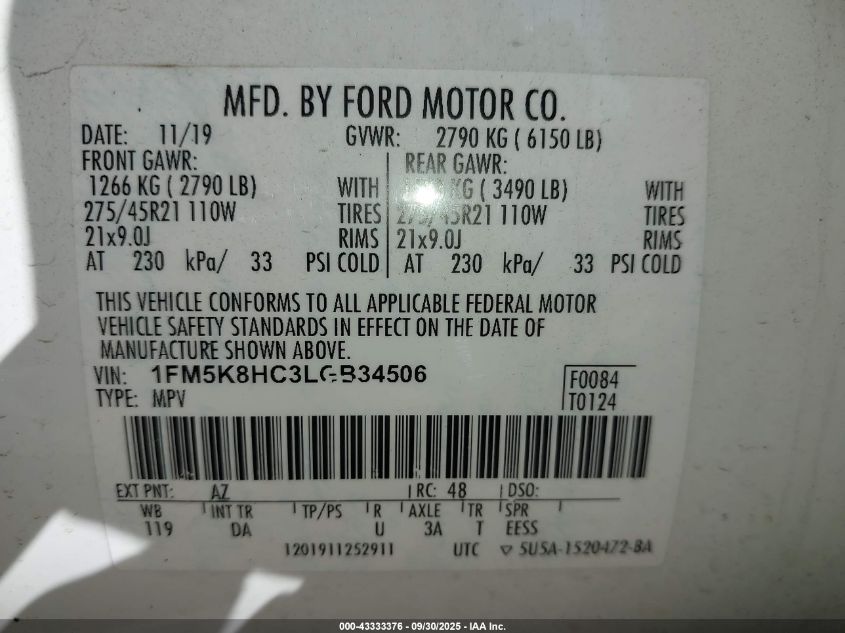 MFD. BY FORD MOTOR CO.
DATE: 11/19 GVWR: 2790 KG ( 6150 LB)
FRONT GAWR: REAR GAWR:
1266 KG ( 2790 LB) WITH KG ( 3490 LB) WITH
275/45R21 110W TIRES 275/45R21 110W TIRES
21x9.0J RIMS 21x9.0J RIMS
AT 230 kPa/ 33 PSI COLD AT 230 kPa/ 33 PSI COLD
THIS VEHICLE CONFORMS TO ALL APPLICABLE FEDERAL MOTOR
VEHICLE SAFETY STANDARDS IN EFFECT ON THE DATE OF
MANUFACTURE SHOWN ABOVE.
VIN: 1FM5K8HC3LGB34506 F0084
TYPE: MPV T0124
EXT PNT: AZ RC: 48 DSO:
WB INT TR TP/PS R AXLE TR SPR
119 DA U 3A T EESS
1201911252911 UTC ▽ 5U5A-1520472-BA
000-43333376 - 09/30/2025 - IAA Inc.